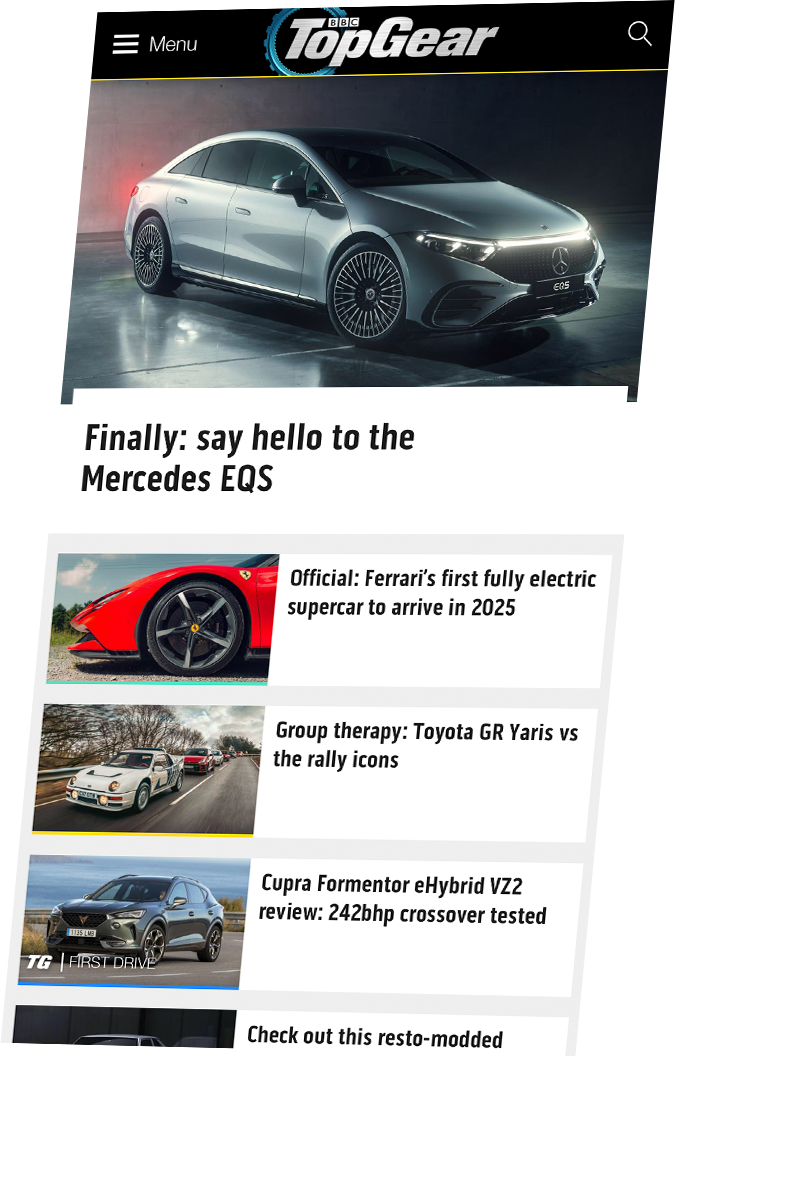 Menu
BBC
TopGear
EQS
Finally: say hello to the
Mercedes EQS
Official: Ferrari's first fully electric
supercar to arrive in 2025
Group therapy: Toyota GR Yaris vs
the rally icons
Cupra Formentor eHybrid VZ2
review: 242bhp crossover tested
1135 LMB
TG | FIRST DRIVE
Check out this resto-modded